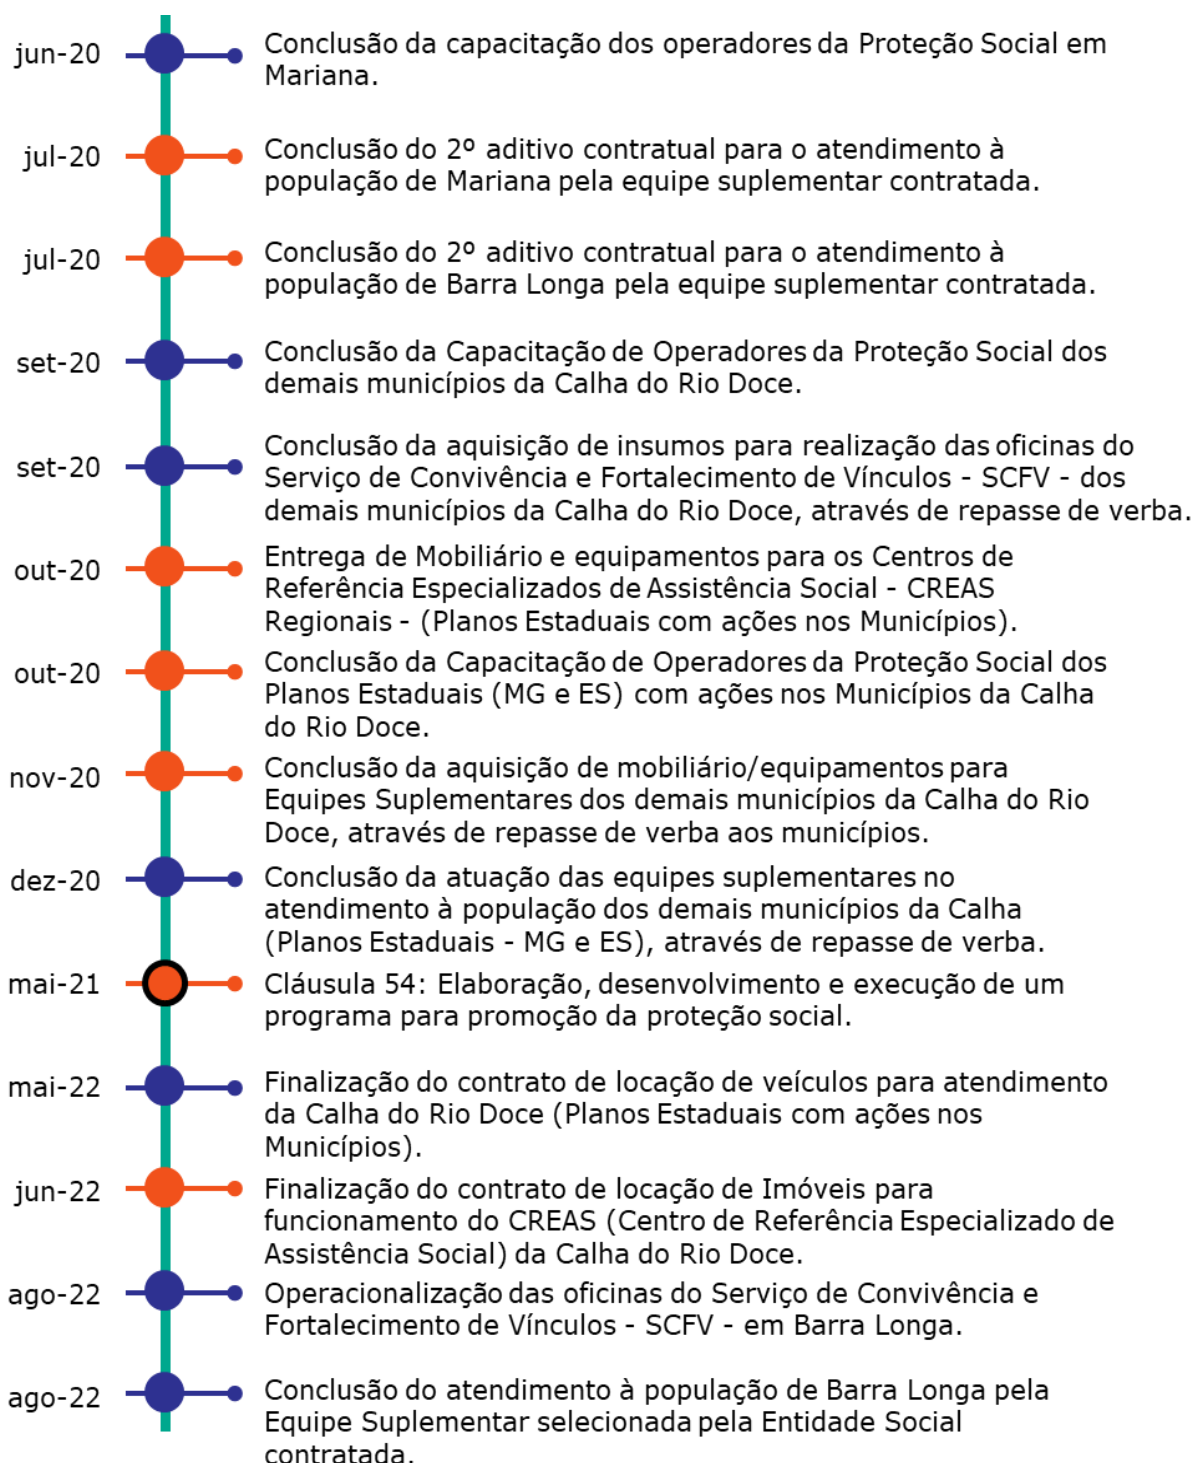 jun-20
Conclusão da capacitação dos operadores da Proteção Social em
Mariana.
jul-20
Conclusão do 2º aditivo contratual para o atendimento à
população de Mariana pela equipe suplementar contratada.
jul-20
Conclusão do 2º aditivo contratual para o atendimento à
população de Barra Longa pela equipe suplementar contratada.
set-20
Conclusão da Capacitação de Operadores da Proteção Social dos
demais municípios da Calha do Rio Doce.
set-20
Conclusão da aquisição de insumos para realização das oficinas do
Serviço de Convivência e Fortalecimento de Vínculos - SCFV - dos
demais municípios da Calha do Rio Doce, através de repasse de verba.
out-20
Entrega de Mobiliário e equipamentos para os Centros de
Referência Especializados de Assistência Social - CREAS
Regionais - (Planos Estaduais com ações nos Municípios).
out-20
Conclusão da Capacitação de Operadores da Proteção Social dos
Planos Estaduais (MG e ES) com ações nos Municípios da Calha
do Rio Doce.
nov-20
Conclusão da aquisição de mobiliário/equipamentos para
Equipes Suplementares dos demais municípios da Calha do Rio
Doce, através de repasse de verba aos municípios.
dez-20
Conclusão da atuação das equipes suplementares no
atendimento à população dos demais municípios da Calha
(Planos Estaduais - MG e ES), através de repasse de verba.
mai-21
Cláusula 54: Elaboração, desenvolvimento e execução de um
programa para promoção da proteção social.
mai-22
Finalização do contrato de locação de veículos para atendimento
da Calha do Rio Doce (Planos Estaduais com ações nos
Municípios).
jun-22
Finalização do contrato de locação de Imóveis para
funcionamento do CREAS (Centro de Referência Especializado de
Assistência Social) da Calha do Rio Doce.
ago-22
Operacionalização das oficinas do Serviço de Convivência e
Fortalecimento de Vínculos - SCFV - em Barra Longa.
ago-22
Conclusão do atendimento à população de Barra Longa pela
Equipe Suplementar selecionada pela Entidade Social
contratada.